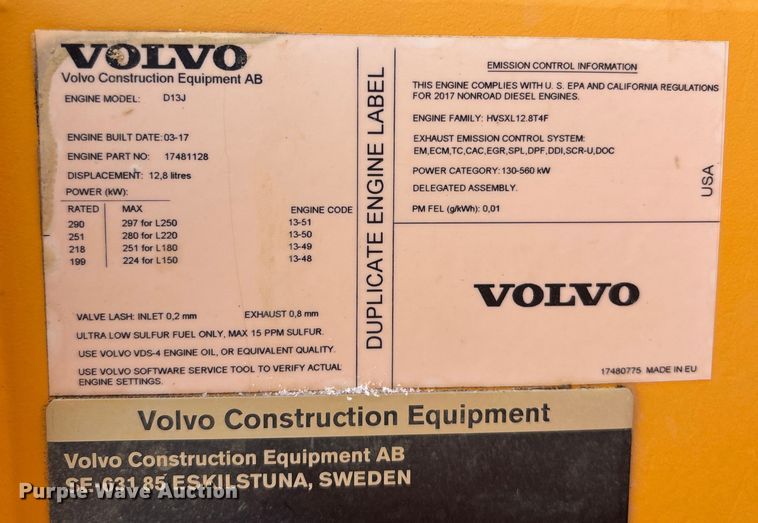 VOLVO
Volvo Construction Equipment AB
ENGINE MODEL: D13J
ENGINE BUILT DATE:03-17
ENGINE PART NO: 17481128
DISPLACEMENT: 12,8 litres
POWER (kW):
RATED MAX ENGINE CODE
290 297 for L250 13-51
251 280 for L220 13-50
218 251 for L180 13-49
199 224 for L150 13-48
VALVE LASH: INLET 0,2 mm EXHAUST 0,8 mm
ULTRA LOW SULFUR FUEL ONLY, MAX 15 PPM SULFUR.
USE VOLVO VDS-4 ENGINE OIL, OR EQUIVALENT QUALITY.
USE VOLVO SOFTWARE SERVICE TOOL TO VERIFY ACTUAL
ENGINE SETTINGS.
DUPLICATE ENGINE LABEL
EMISSION CONTROL INFORMATION
THIS ENGINE COMPLIES WITH U. S. EPA AND CALIFORNIA REGULATIONS
FOR 2017 NONROAD DIESEL ENGINES.
ENGINE FAMILY: HVSXL12.8T4F
EXHAUST EMISSION CONTROL SYSTEM:
EM,ECM,TC,CAC,EGR,SPL,DPF,DDI,SCR-U,DOC
POWER CATEGORY: 130-560 kW
DELEGATED ASSEMBLY.
PM FEL (g/kWh): 0,01
USA
VOLVO
17480775 MADE IN EU
Volvo Construction Equipment
Volvo Construction Equipment AB
SE-631 85 ESKILSTUNA, SWEDEN
Purple Wave Auction